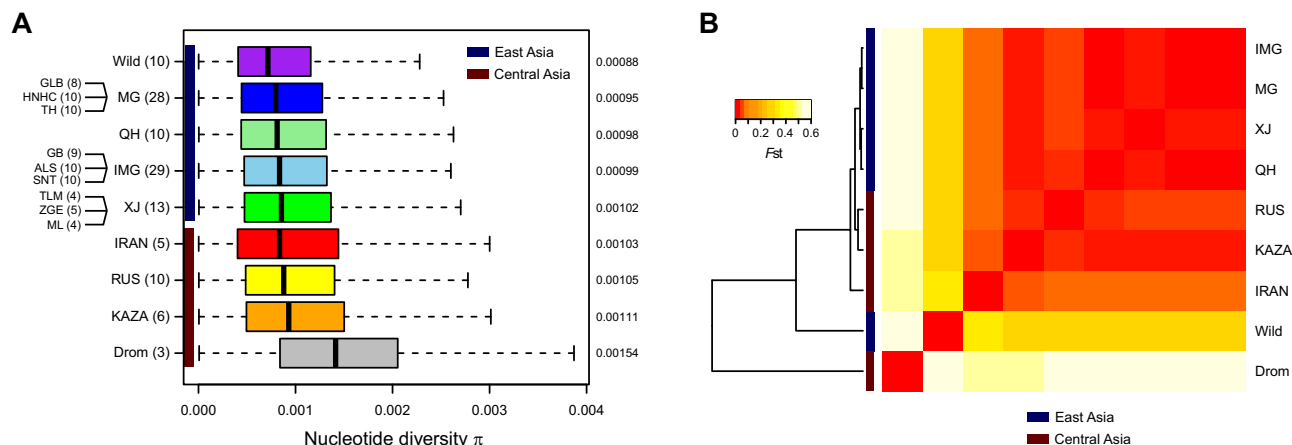 A
Wild (10)
GLB (8)
HNHC (10)
TH (10)
MG (28)
QH (10)
GB (9)
ALS (10)
SNT (10)
IMG (29)
TLM (4)
ZGE (5)
ML (4)
XJ (13)
IRAN (5)
RUS (10)
KAZA (6)
Drom (3)
East Asia
Central Asia
0.00088
0.00095
0.00098
0.00099
0.00102
0.00103
0.00105
0.00111
0.00154
0.000 0.001 0.002 0.003 0.004
Nucleotide diversity π
B
0 0.2 0.4 0.6
Fst
IMG
MG
XJ
QH
RUS
KAZA
IRAN
Wild
Drom
East Asia
Central Asia